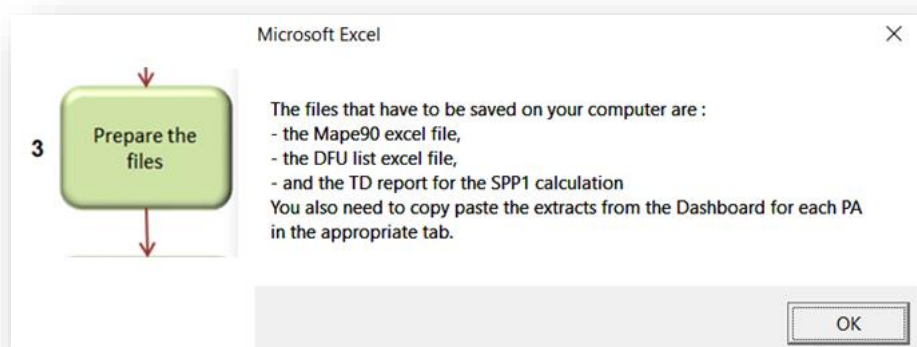 Microsoft Excel
3
Prepare the
files
The files that have to be saved on your computer are :
- the Mape90 excel file,
- the DFU list excel file,
- and the TD report for the SPP1 calculation
You also need to copy paste the extracts from the Dashboard for each PA
in the appropriate tab.
OK